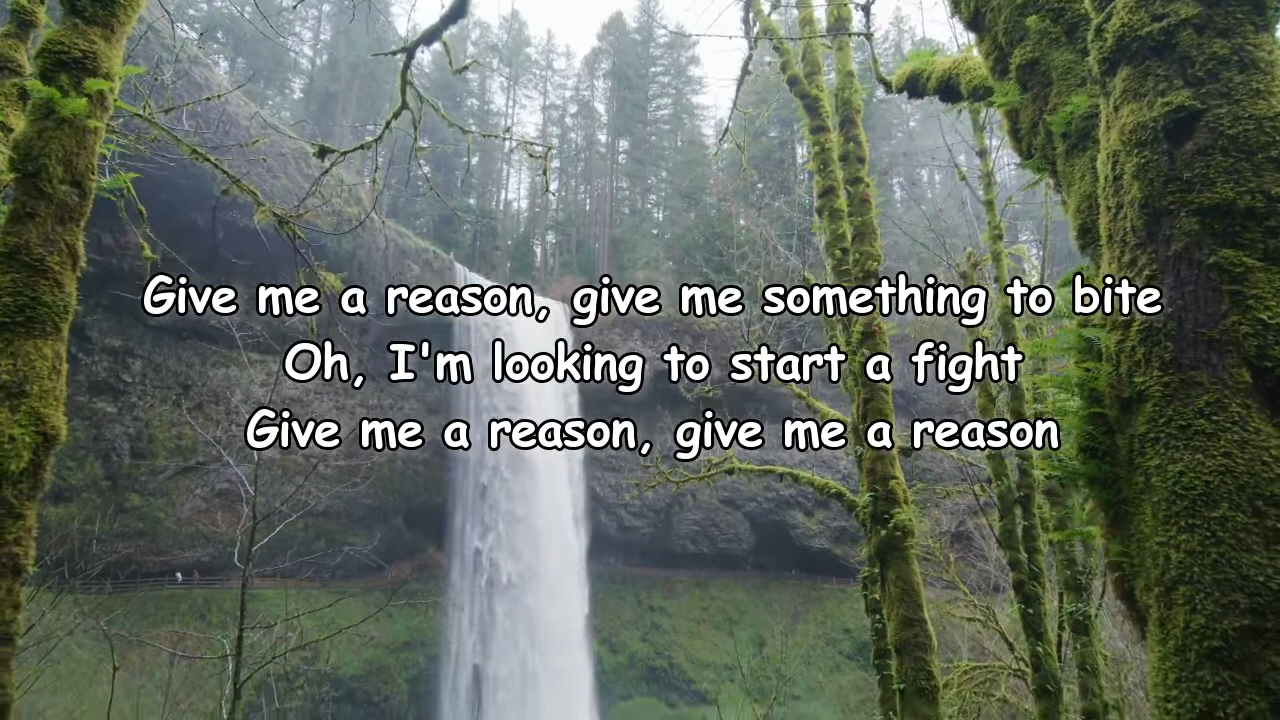 Give me a reason, give me something to bite
Oh, I'm looking to start a fight
Give me a reason, give me a reason